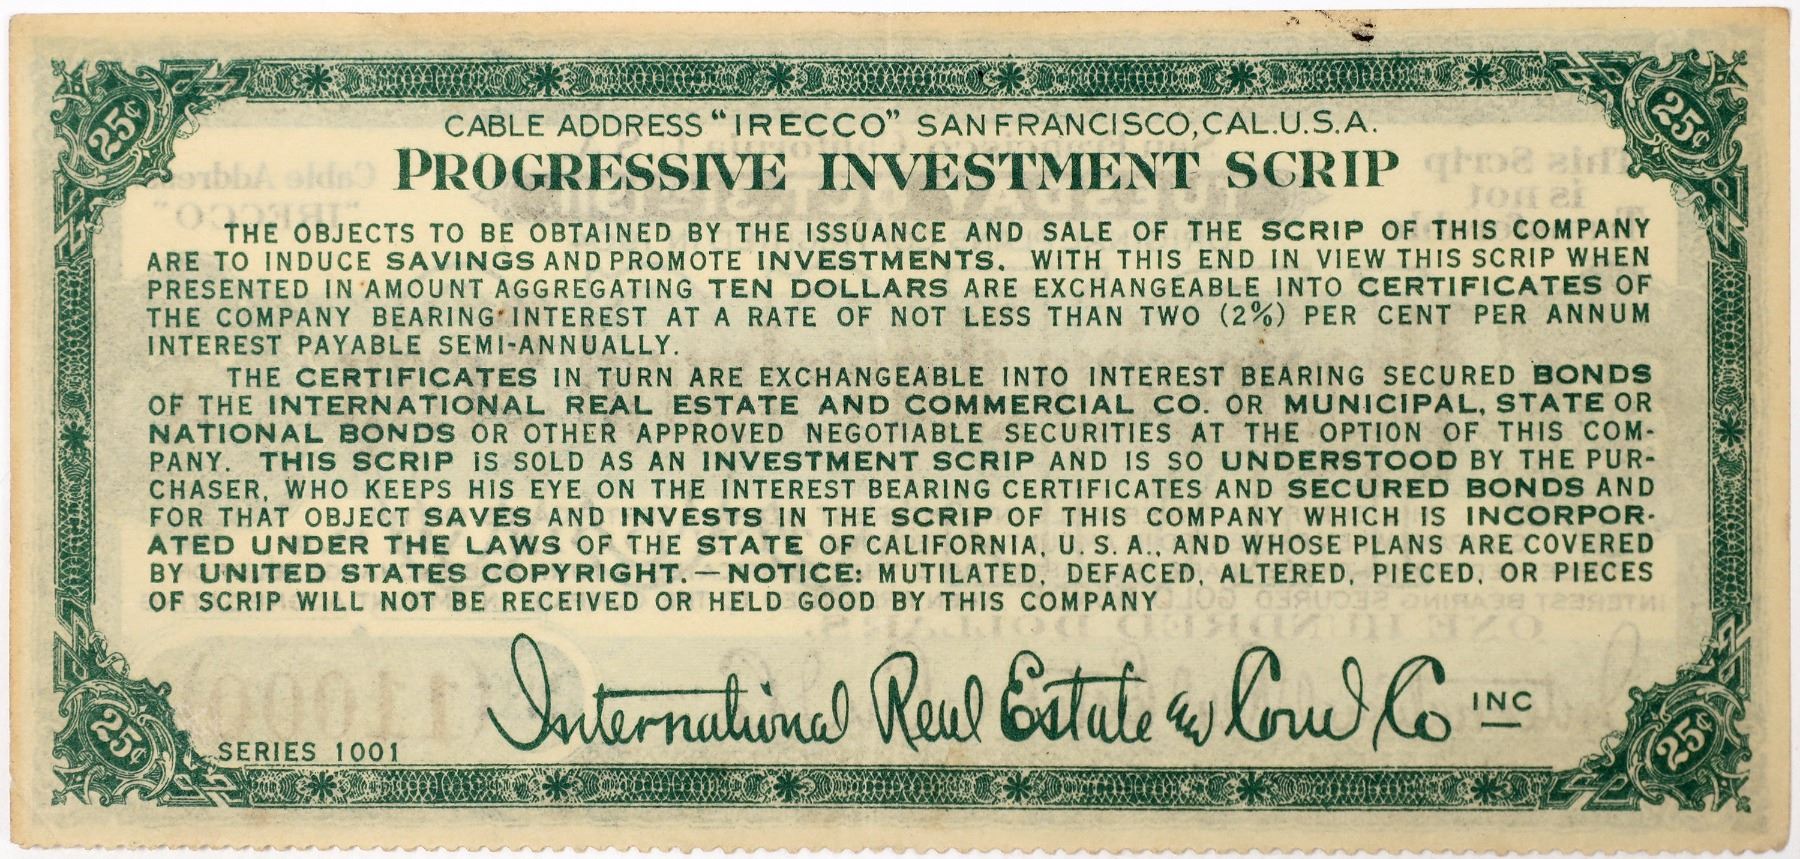 25¢
25¢
CABLE ADDRESS "IRECCO" SAN FRANCISCO, CAL. U.S.A.
PROGRESSIVE INVESTMENT SCRIP
THE OBJECTS TO BE OBTAINED BY THE ISSUANCE AND SALE OF THE SCRIP OF THIS COMPANY
ARE TO INDUCE SAVINGS AND PROMOTE INVESTMENTS. WITH THIS END IN VIEW THIS SCRIP WHEN
PRESENTED IN AMOUNT AGGREGATING TEN DOLLARS ARE EXCHANGEABLE INTO CERTIFICATES OF
THE COMPANY BEARING INTEREST AT A RATE OF NOT LESS THAN TWO (2%) PER CENT PER ANNUM
INTEREST PAYABLE SEMI-ANNUALLY.
THE CERTIFICATES IN TURN ARE EXCHANGEABLE INTO INTEREST BEARING SECURED BONDS
OF THE INTERNATIONAL REAL ESTATE AND COMMERCIAL CO. OR MUNICIPAL, STATE OR
NATIONAL BONDS OR OTHER APPROVED NEGOTIABLE SECURITIES AT THE OPTION OF THIS COM-
PANY. THIS SCRIP IS SOLD AS AN INVESTMENT SCRIP AND IS SO UNDERSTOOD BY THE PUR-
CHASER, WHO KEEPS HIS EYE ON THE INTEREST BEARING CERTIFICATES AND SECURED BONDS AND
FOR THAT OBJECT SAVES AND INVESTS IN THE SCRIP OF THIS COMPANY WHICH IS INCORPOR-
ATED UNDER THE LAWS OF THE STATE OF CALIFORNIA, U.S.A., AND WHOSE PLANS ARE COVERED
BY UNITED STATES COPYRIGHT.—NOTICE: MUTILATED, DEFACED, ALTERED, PIECED, OR PIECES
OF SCRIP WILL NOT BE RECEIVED OR HELD GOOD BY THIS COMPANY
International Real Estate and Coml Co INC
SERIES 1001
25¢
25¢